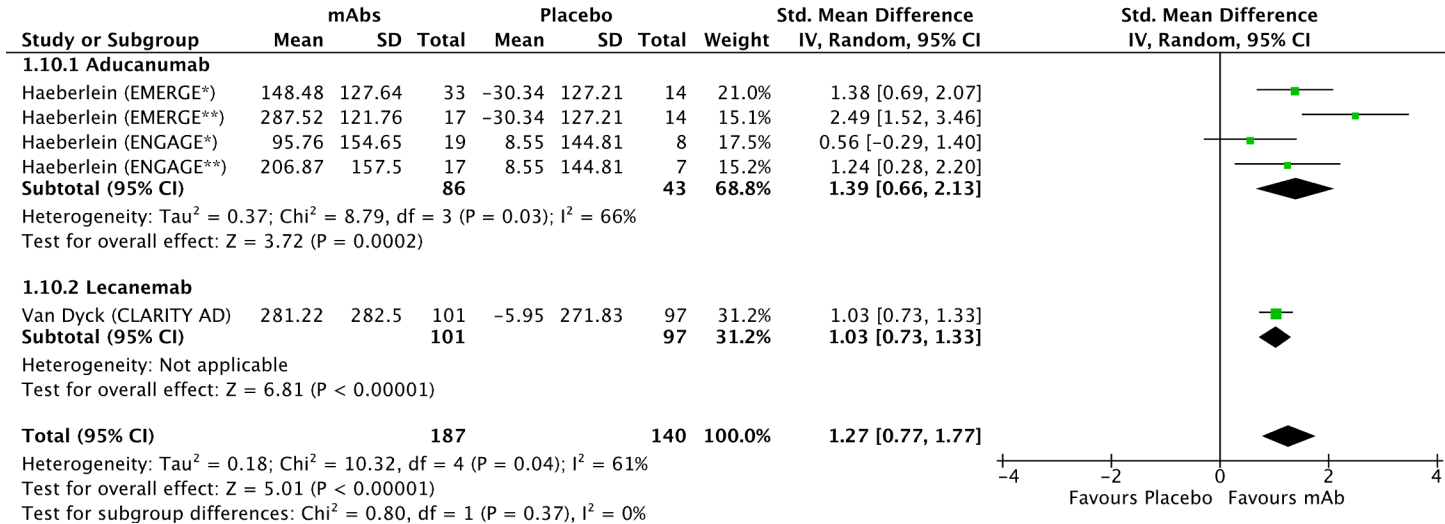 mAbs Placebo Std. Mean Difference Std. Mean Difference
Study or Subgroup Mean SD Total Mean SD Total Weight IV, Random, 95% CI IV, Random, 95% CI
1.10.1 Aducanumab
Haeberlein (EMERGE*) 148.48 127.64 33 −30.34 127.21 14 21.0% 1.38 [0.69, 2.07]
Haeberlein (EMERGE**) 287.52 121.76 17 −30.34 127.21 14 15.1% 2.49 [1.52, 3.46]
Haeberlein (ENGAGE*) 95.76 154.65 19 8.55 144.81 8 17.5% 0.56 [−0.29, 1.40]
Haeberlein (ENGAGE**) 206.87 157.5 17 8.55 144.81 7 15.2% 1.24 [0.28, 2.20]
Subtotal (95% CI) 86 43 68.8% 1.39 [0.66, 2.13]
Heterogeneity: Tau² = 0.37; Chi² = 8.79, df = 3 (P = 0.03); I² = 66%
Test for overall effect: Z = 3.72 (P = 0.0002)
1.10.2 Lecanemab
Van Dyck (CLARITY AD) 281.22 282.5 101 −5.95 271.83 97 31.2% 1.03 [0.73, 1.33]
Subtotal (95% CI) 101 97 31.2% 1.03 [0.73, 1.33]
Heterogeneity: Not applicable
Test for overall effect: Z = 6.81 (P < 0.00001)
Total (95% CI) 187 140 100.0% 1.27 [0.77, 1.77]
Heterogeneity: Tau² = 0.18; Chi² = 10.32, df = 4 (P = 0.04); I² = 61%
Test for overall effect: Z = 5.01 (P < 0.00001)
Test for subgroup differences: Chi² = 0.80, df = 1 (P = 0.37), I² = 0%
−4 −2 0 2 4
Favours Placebo Favours mAb